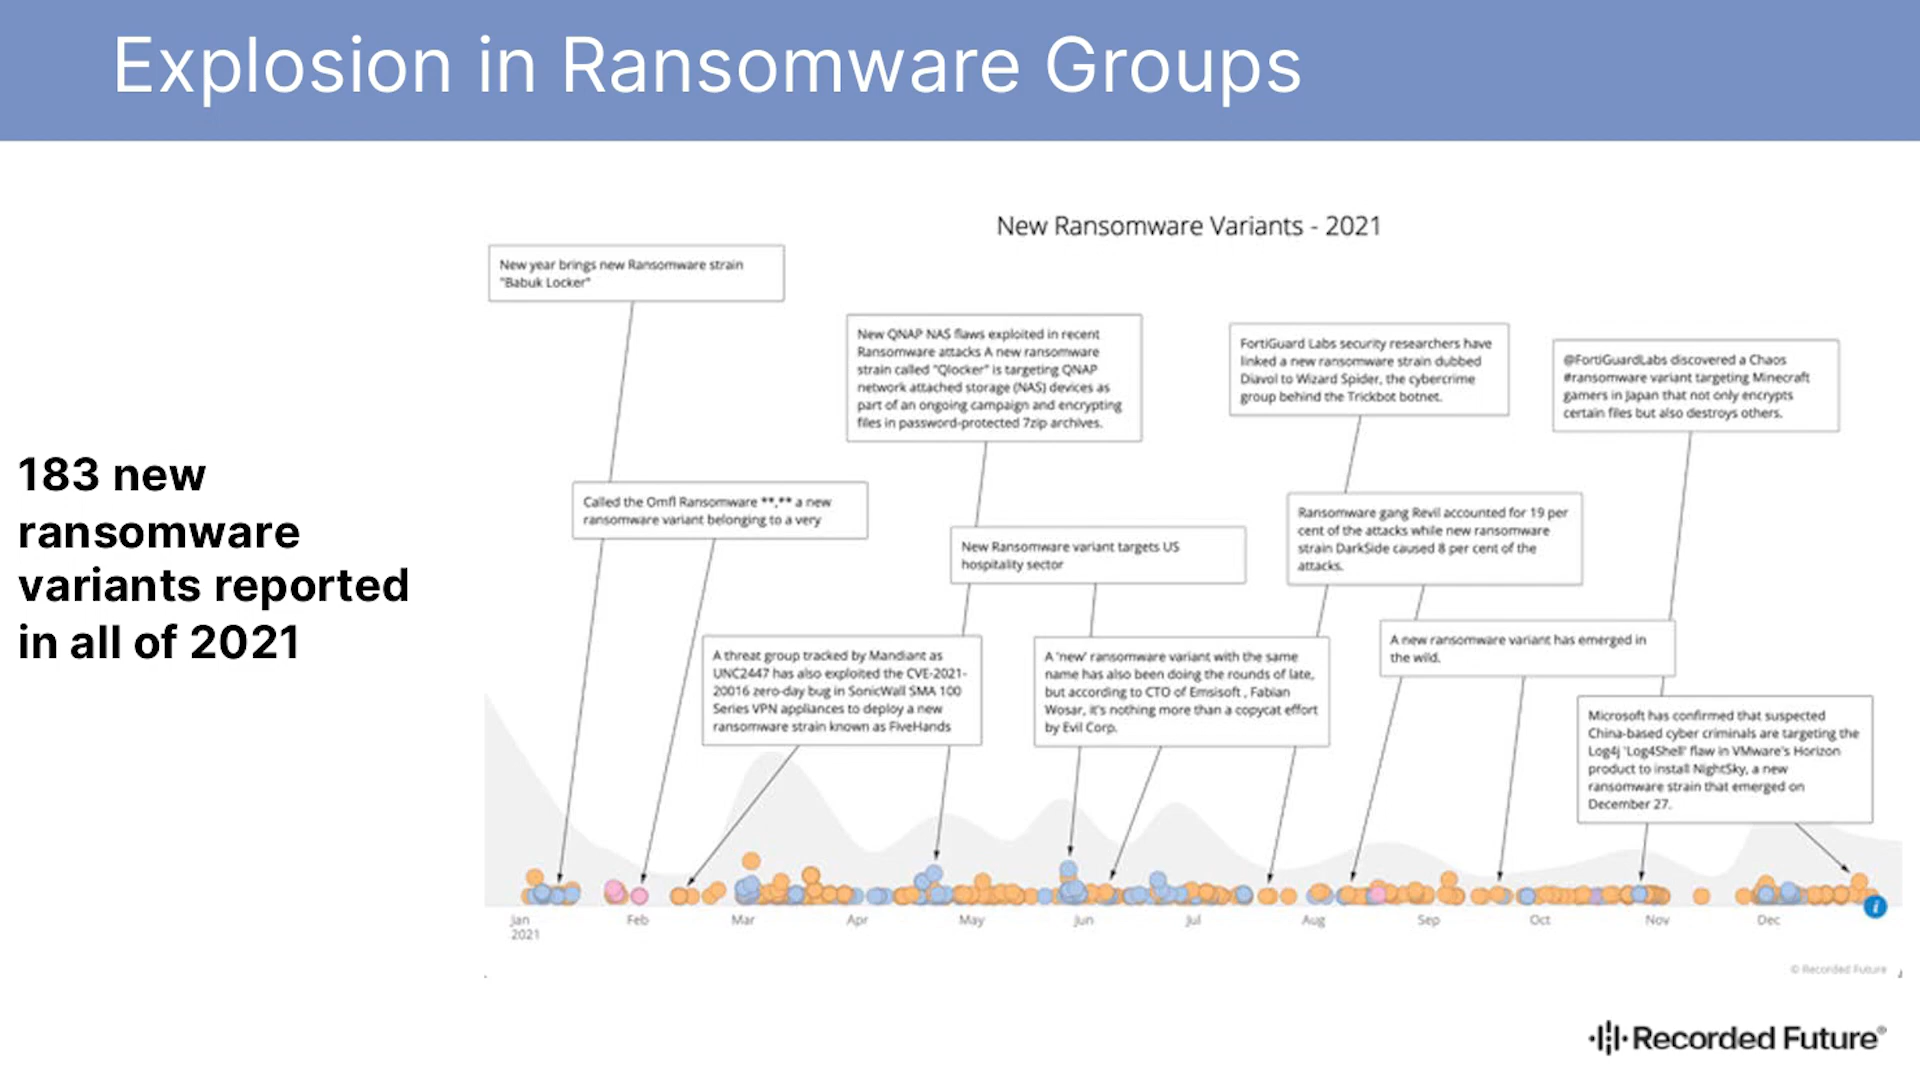 Explosion in Ransomware Groups
New Ransomware Variants - 2021
New year brings new Ransomware strain
"Babuk Locker"
New QNAP NAS flaws exploited in recent
Ransomware attacks A new ransomware
strain called "Qlocker" is targeting QNAP
network attached storage (NAS) devices as
part of an ongoing campaign and encrypting
files in password-protected 7zip archives.
FortiGuard Labs security researchers have
linked a new ransomware strain dubbed
Diavol to Wizard Spider, the cybercrime
group behind the Trickbot botnet.
@FortiGuardLabs discovered a Chaos
#ransomware variant targeting Minecraft
gamers in Japan that not only encrypts
certain files but also destroys others.
183 new
ransomware
variants reported
in all of 2021
Called the Omfl Ransomware **,** a new
ransomware variant belonging to a very
New Ransomware variant targets US
hospitality sector
Ransomware gang Revil accounted for 19 per
cent of the attacks while new ransomware
strain DarkSide caused 8 per cent of the
attacks.
A threat group tracked by Mandiant as
UNC2447 has also exploited the CVE-2021-
20016 zero-day bug in SonicWall SMA 100
Series VPN appliances to deploy a new
ransomware strain known as FiveHands
A 'new' ransomware variant with the same
name has also been doing the rounds of late,
but according to CTO of Emsisoft , Fabian
Wosar, it's nothing more than a copycat effort
by Evil Corp.
A new ransomware variant has emerged in
the wild.
Microsoft has confirmed that suspected
China-based cyber criminals are targeting the
Log4j 'Log4Shell' flaw in VMware's Horizon
product to install NightSky, a new
ransomware strain that emerged on
December 27.
Jan Feb Mar Apr May Jun Jul Aug Sep Oct Nov Dec
2021
i
© Recorded Future
Recorded Future®